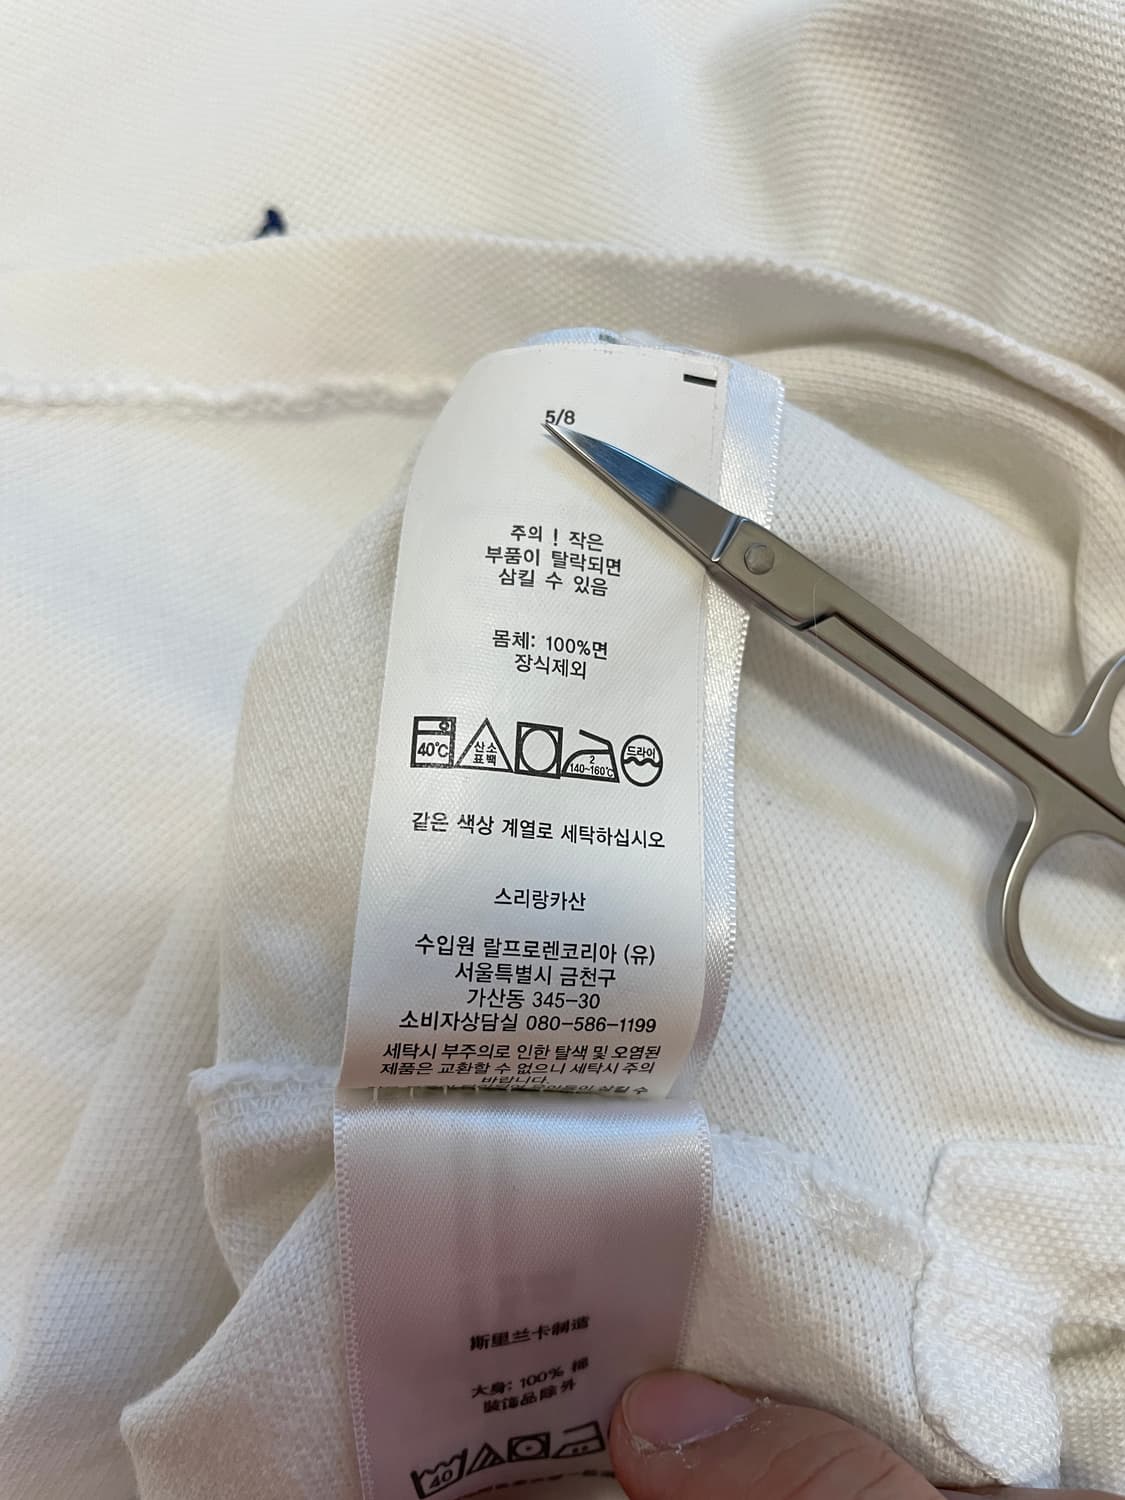 5/8
주의 ! 작은
부품이 탈락되면
삼킬 수 있음
몸체: 100%면
장식제외
40℃
산소
표백
2
140~160℃
드라이
같은 색상 계열로 세탁하십시오
스리랑카산
수입원 랄프로렌코리아 (유)
서울특별시 금천구
가산동 345-30
소비자상담실 080-586-1199
세탁시 부주의로 인한 탈색 및 오염된
제품은 교환할 수 없으니 세탁시 주의
바랍니다.
삼킬 수
斯里兰卡制造
大身: 100% 棉
装饰品除外
40